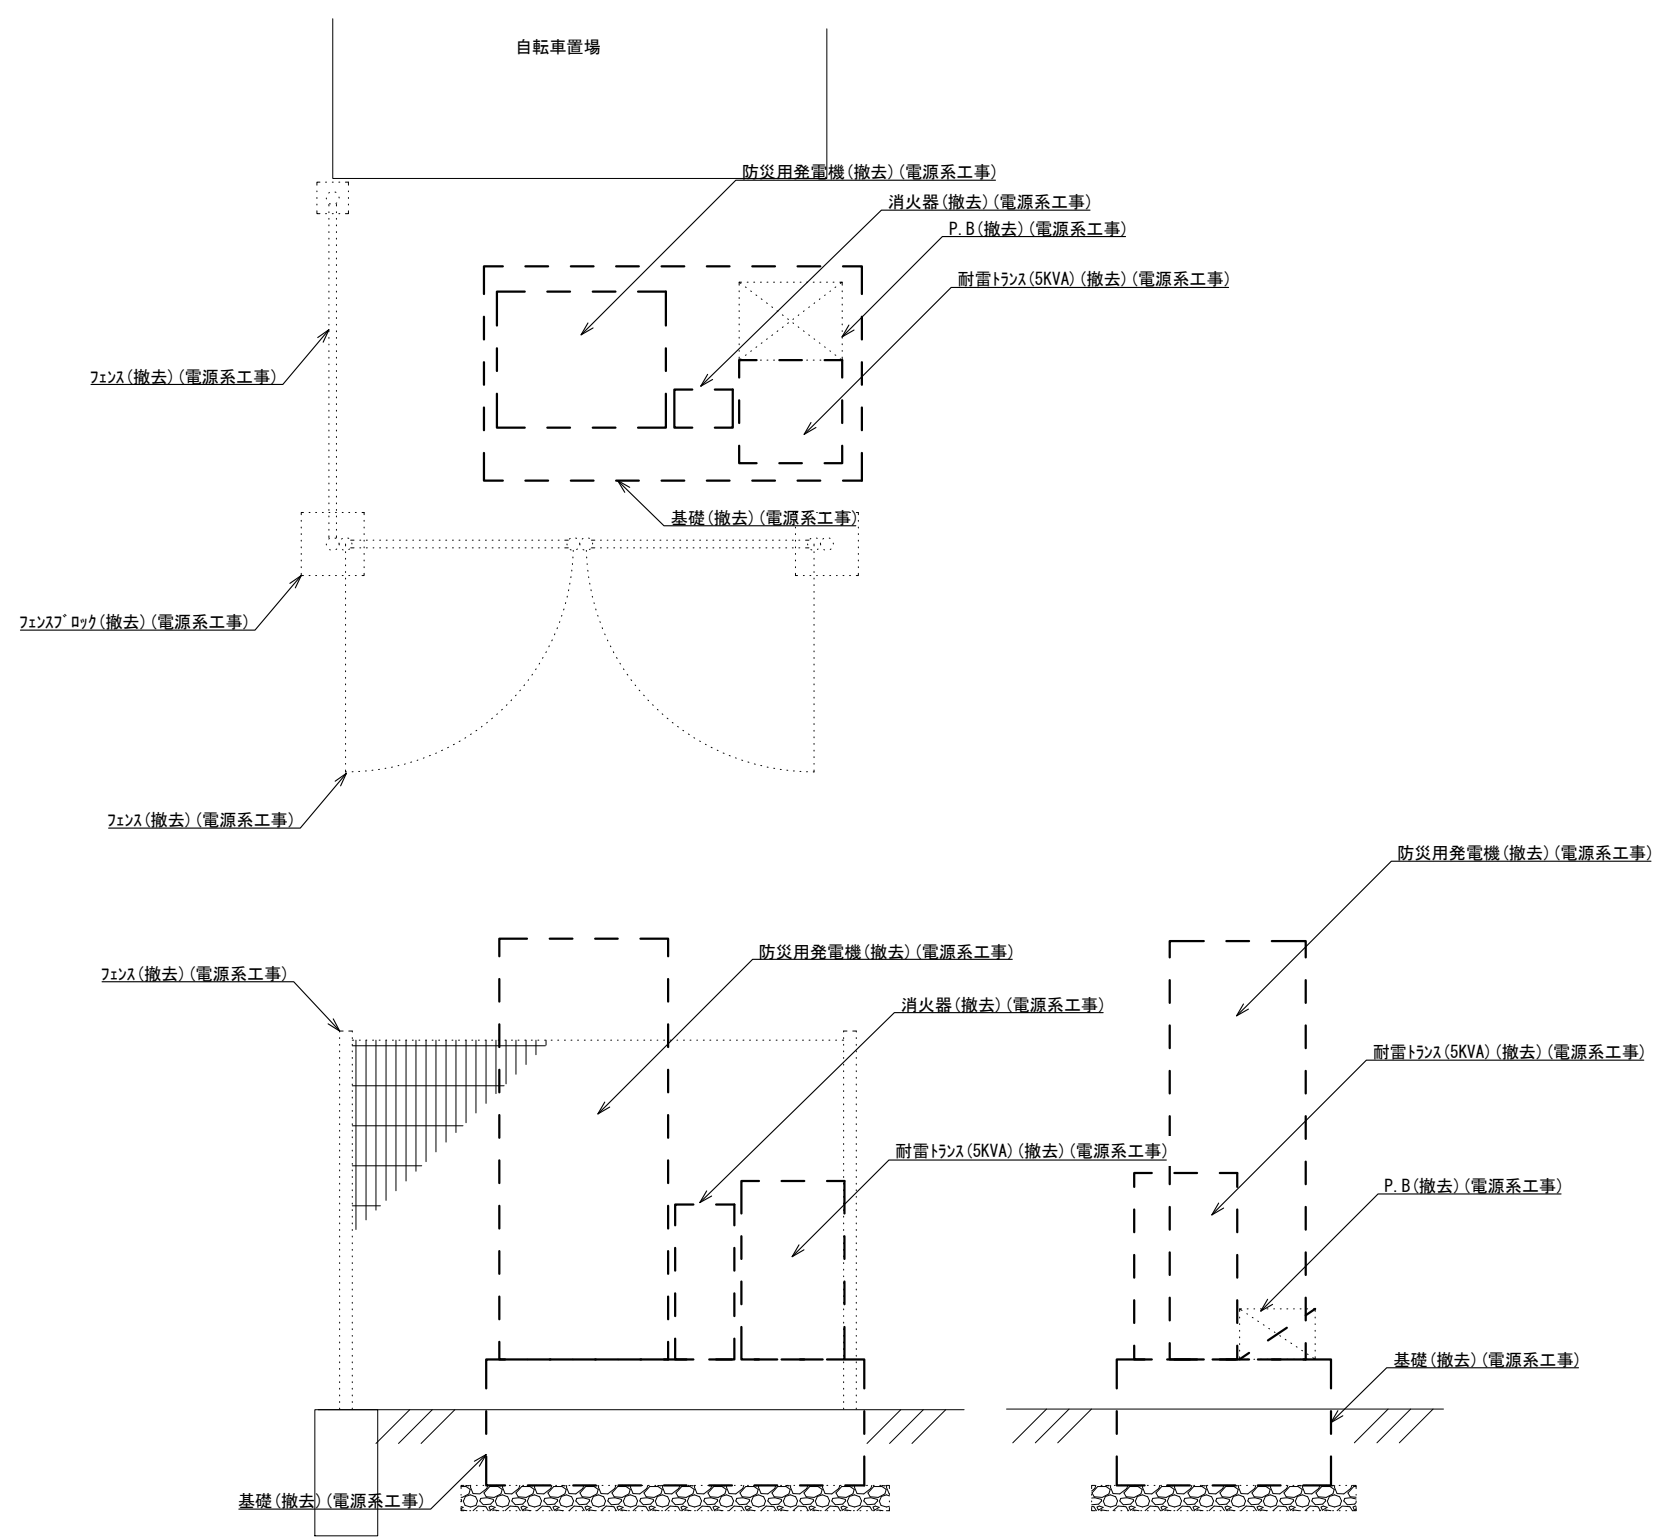 自転車置場
防災用発電機(撤去)(電源系工事)
消火器(撤去)(電源系工事)
P.B(撤去)(電源系工事)
耐雷ﾄﾗﾝｽ(5KVA)(撤去)(電源系工事)
ﾌｪﾝｽ(撤去)(電源系工事)
基礎(撤去)(電源系工事)
ﾌｪﾝｽﾌﾞﾛｯｸ(撤去)(電源系工事)
ﾌｪﾝｽ(撤去)(電源系工事)
防災用発電機(撤去)(電源系工事)
防災用発電機(撤去)(電源系工事)
ﾌｪﾝｽ(撤去)(電源系工事)
消火器(撤去)(電源系工事)
耐雷ﾄﾗﾝｽ(5KVA)(撤去)(電源系工事)
耐雷ﾄﾗﾝｽ(5KVA)(撤去)(電源系工事)
P.B(撤去)(電源系工事)
基礎(撤去)(電源系工事)
基礎(撤去)(電源系工事)